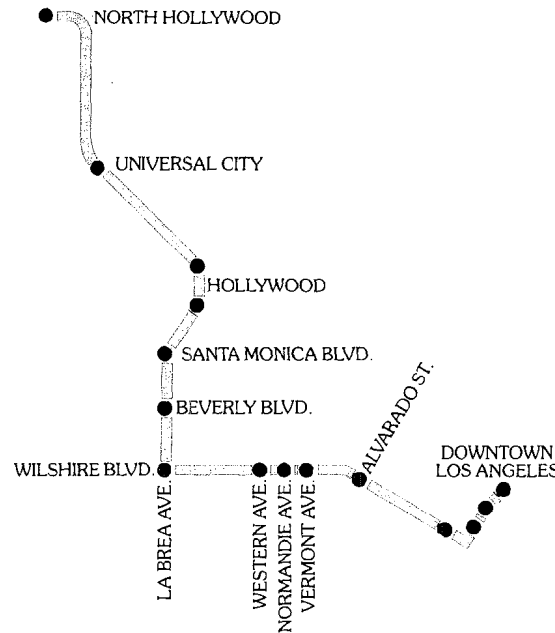 NORTH HOLLYWOOD
UNIVERSAL CITY
HOLLYWOOD
SANTA MONICA BLVD.
BEVERLY BLVD.
ALVARADO ST.
DOWNTOWN
LOS ANGELES
WILSHIRE BLVD.
LA BREA AVE.
WESTERN AVE.
NORMANDIE AVE.
VERMONT AVE.